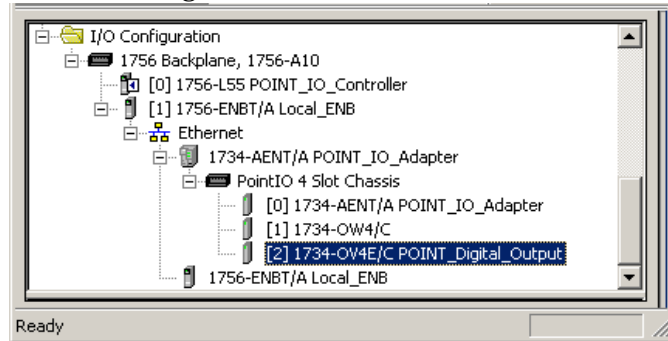 I/O Configuration
1756 Backplane, 1756-A10
[0] 1756-L55 POINT_IO_Controller
[1] 1756-ENBT/A Local_ENB
Ethernet
1734-AENT/A POINT_IO_Adapter
PointIO 4 Slot Chassis
[0] 1734-AENT/A POINT_IO_Adapter
[1] 1734-OW4/C
[2] 1734-OV4E/C POINT_Digital_Output
1756-ENBT/A Local_ENB
Ready